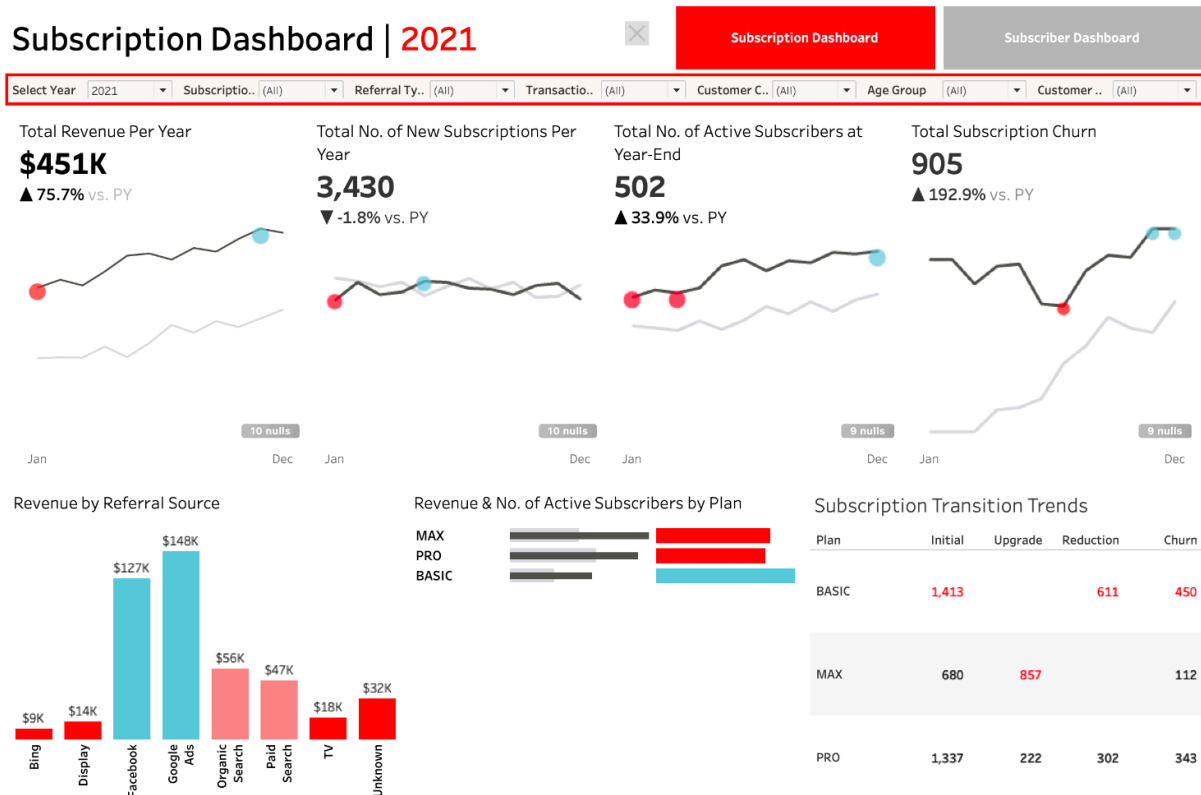 Subscription Dashboard | 2021
Subscription Dashboard
Subscriber Dashboard
Select Year 2021
Subscriptio.. (All)
Referral Ty.. (All)
Transactio.. (All)
Customer C.. (All)
Age Group (All)
Customer .. (All)
Total Revenue Per Year
$451K
▲ 75.7% vs. PY
10 nulls
Jan Dec
Total No. of New Subscriptions Per
Year
3,430
▼ -1.8% vs. PY
10 nulls
Jan Dec
Total No. of Active Subscribers at
Year-End
502
▲ 33.9% vs. PY
9 nulls
Jan Dec
Total Subscription Churn
905
▲ 192.9% vs. PY
9 nulls
Jan Dec
Revenue by Referral Source
$9K
$14K
$127K
$148K
$56K
$47K
$18K
$32K
Bing
Display
Facebook
Google
Ads
Organic
Search
Paid
Search
TV
Unknown
Revenue & No. of Active Subscribers by Plan
MAX
PRO
BASIC
Subscription Transition Trends
Plan Initial Upgrade Reduction Churn
BASIC 1,413 611 450
MAX 680 857 112
PRO 1,337 222 302 343